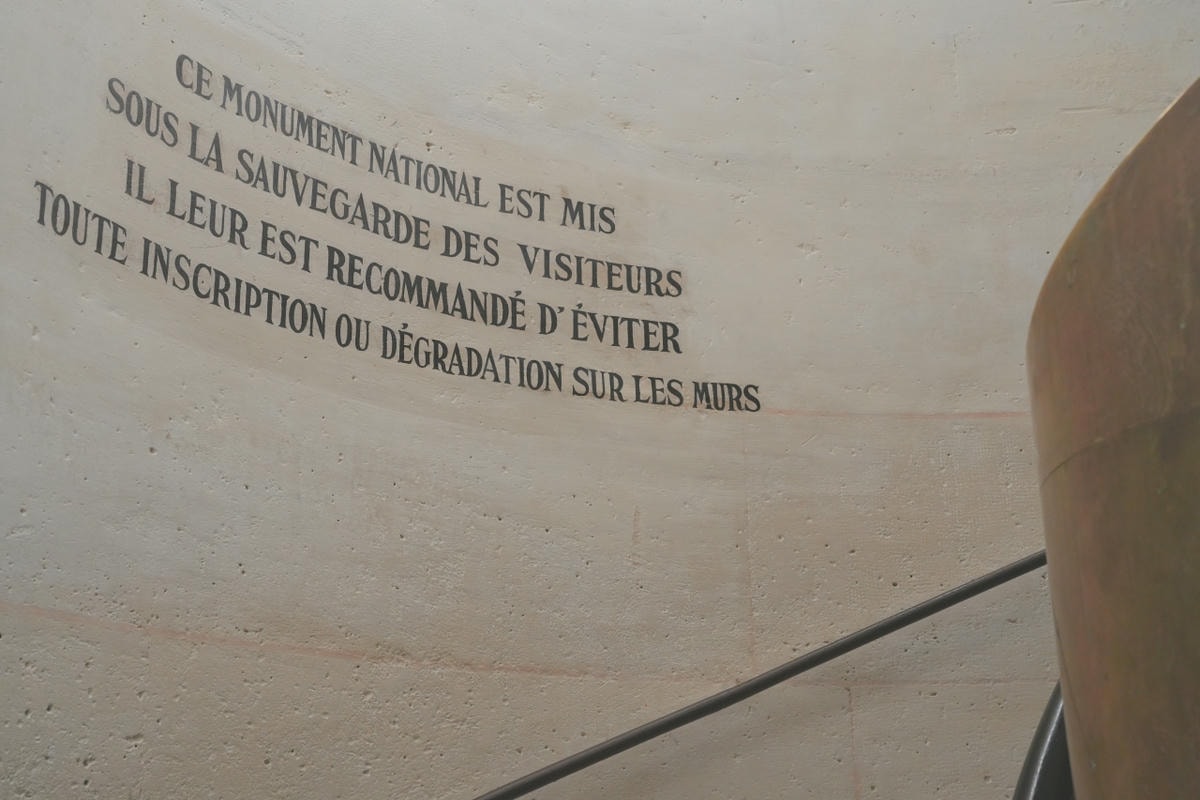 CE MONUMENT NATIONAL EST MIS
SOUS LA SAUVEGARDE DES VISITEURS
IL LEUR EST RECOMMANDÉ D'ÉVITER
TOUTE INSCRIPTION OU DÉGRADATION SUR LES MURS